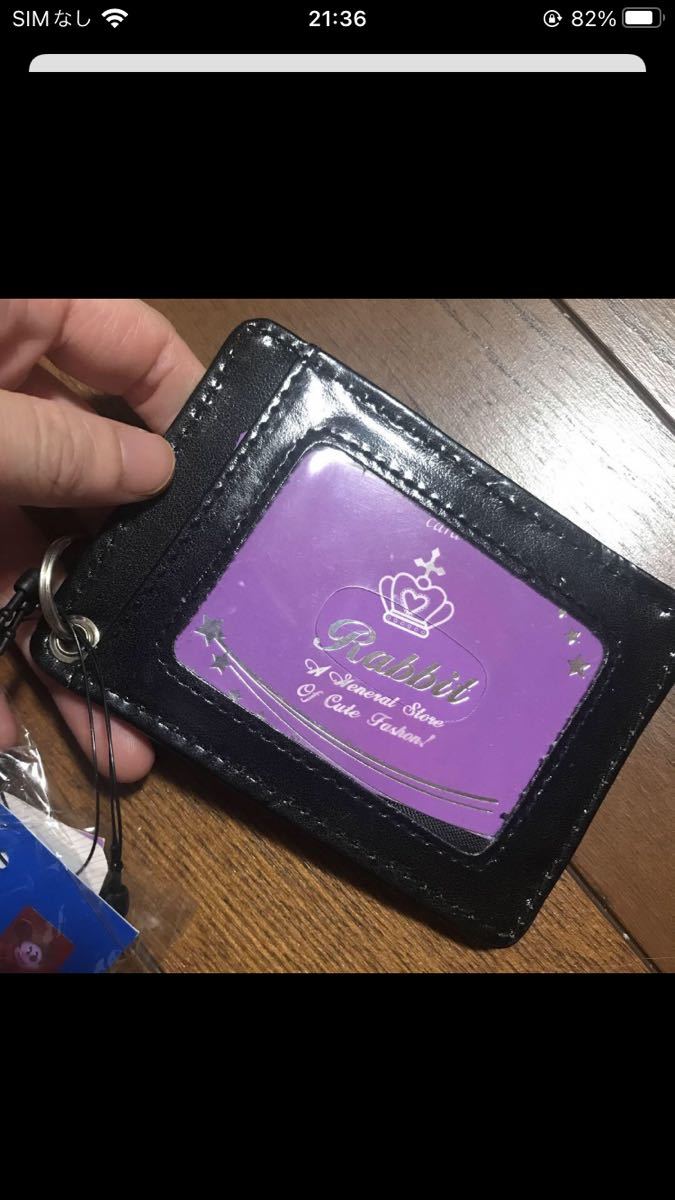 SIMなし
21:36
82%
card
Rabbit
A General Store
Of Cute Fashon!